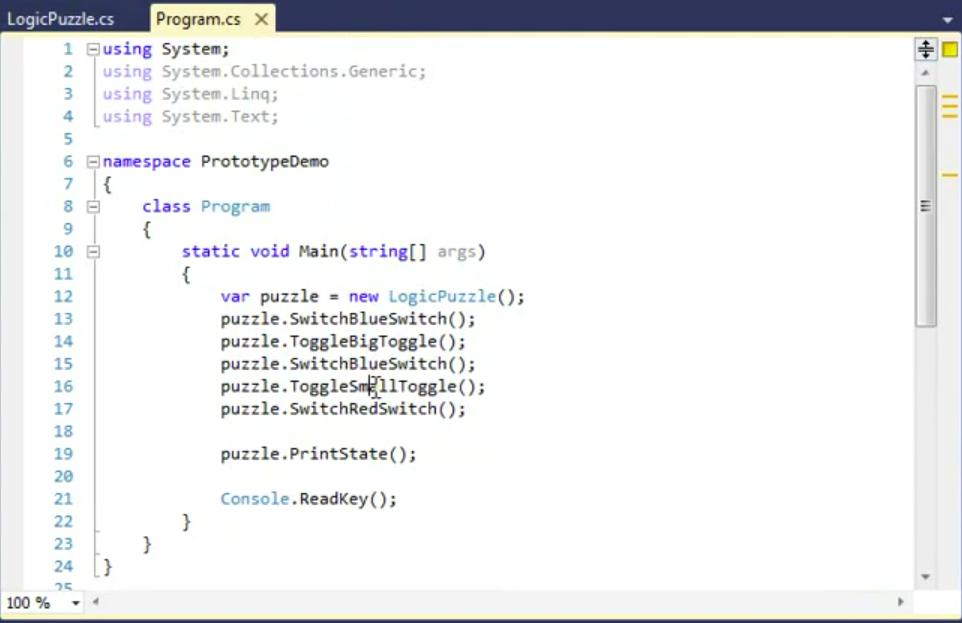 LogicPuzzle.cs Program.cs
1 using System;
2 using System.Collections.Generic;
3 using System.Linq;
4 using System.Text;
5
6 namespace PrototypeDemo
7 {
8 class Program
9 {
10 static void Main(string[] args)
11 {
12 var puzzle = new LogicPuzzle();
13 puzzle.SwitchBlueSwitch();
14 puzzle.ToggleBigToggle();
15 puzzle.SwitchBlueSwitch();
16 puzzle.ToggleSmallToggle();
17 puzzle.SwitchRedSwitch();
18
19 puzzle.PrintState();
20
21 Console.ReadKey();
22 }
23 }
24 }
25
100 %